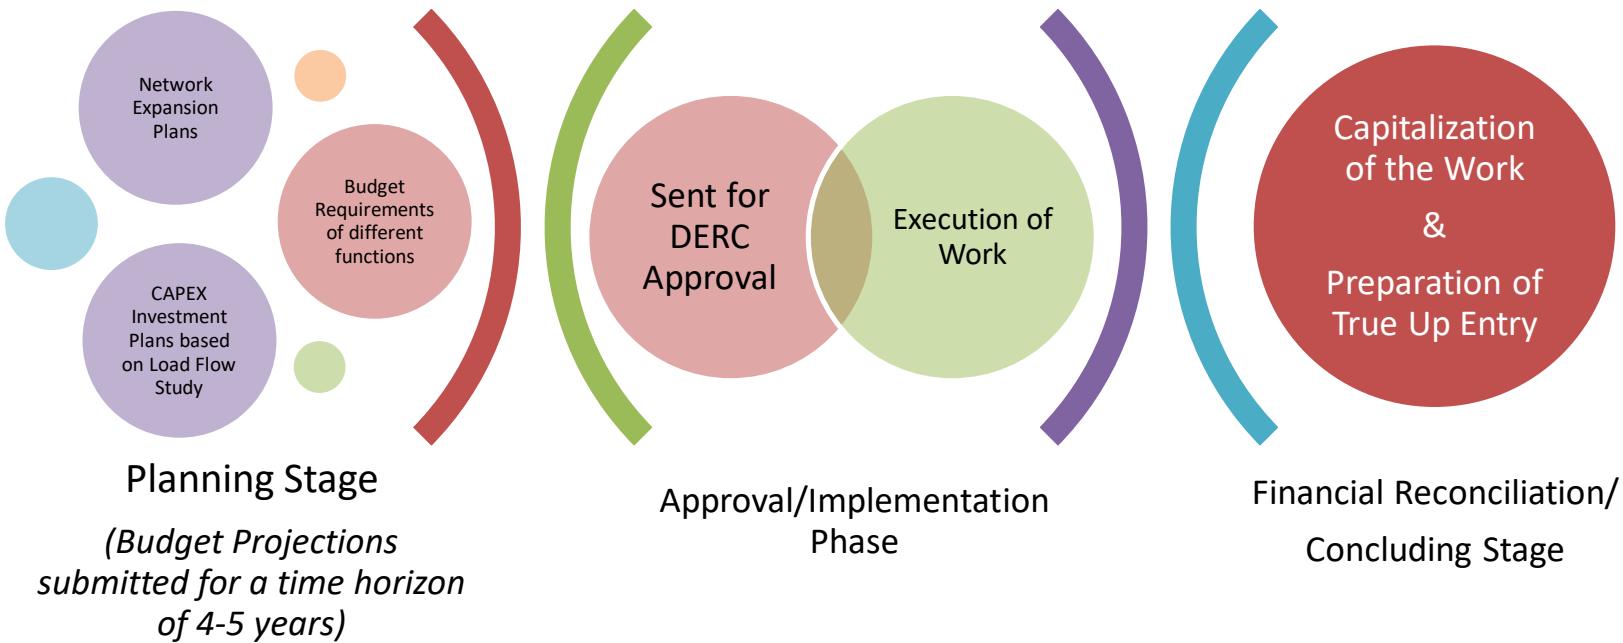 Network
Expansion
Plans
Budget
Requirements
of different
functions
CAPEX
Investment
Plans based
on Load Flow
Study
Planning Stage
(Budget Projections
submitted for a time horizon
of 4-5 years)
Sent for
DERC
Approval
Execution of
Work
Approval/Implementation
Phase
Capitalization
of the Work
&
Preparation of
True Up Entry
Financial Reconciliation/
Concluding Stage